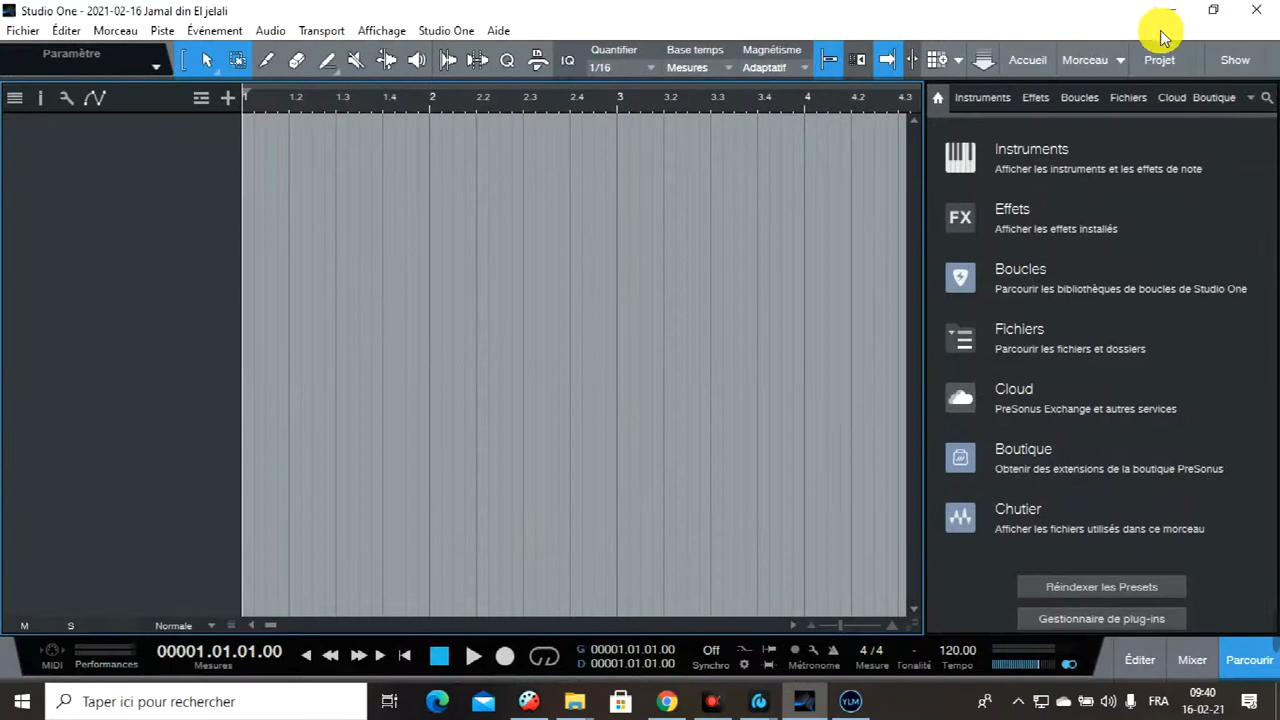 Studio One - 2021-02-16 Jamal din El jelali
Fichier Éditer Morceau Piste Événement Audio Transport Affichage Studio One Aide
Paramètre
IQ
Quantifier
1/16
Base temps
Mesures
Magnétisme
Adaptatif
Accueil Morceau Projet Show
1 1.2 1.3 1.4 2 2.2 2.3 2.4 3 3.2 3.3 3.4 4 4.2 4.3
Instruments Effets Boucles Fichiers Cloud Boutique
Instruments
Afficher les instruments et les effets de note
FX
Effets
Afficher les effets installés
Boucles
Parcourir les bibliothèques de boucles de Studio One
Fichiers
Parcourir les fichiers et dossiers
Cloud
PreSonus Exchange et autres services
Boutique
Obtenir des extensions de la boutique PreSonus
Chutier
Afficher les fichiers utilisés dans ce morceau
Réindexer les Presets
Gestionnaire de plug-ins
M S Normale
MIDI
Performances
00001.01.01.00
Mesures
G 00001.01.01.00
D 00001.01.01.00
Off
Synchro
Métronome
4 / 4
Mesure
Tonalité
120.00
Tempo
Éditer Mixer Parcourir
Taper ici pour rechercher
YLM
FRA
09:40
16-02-21